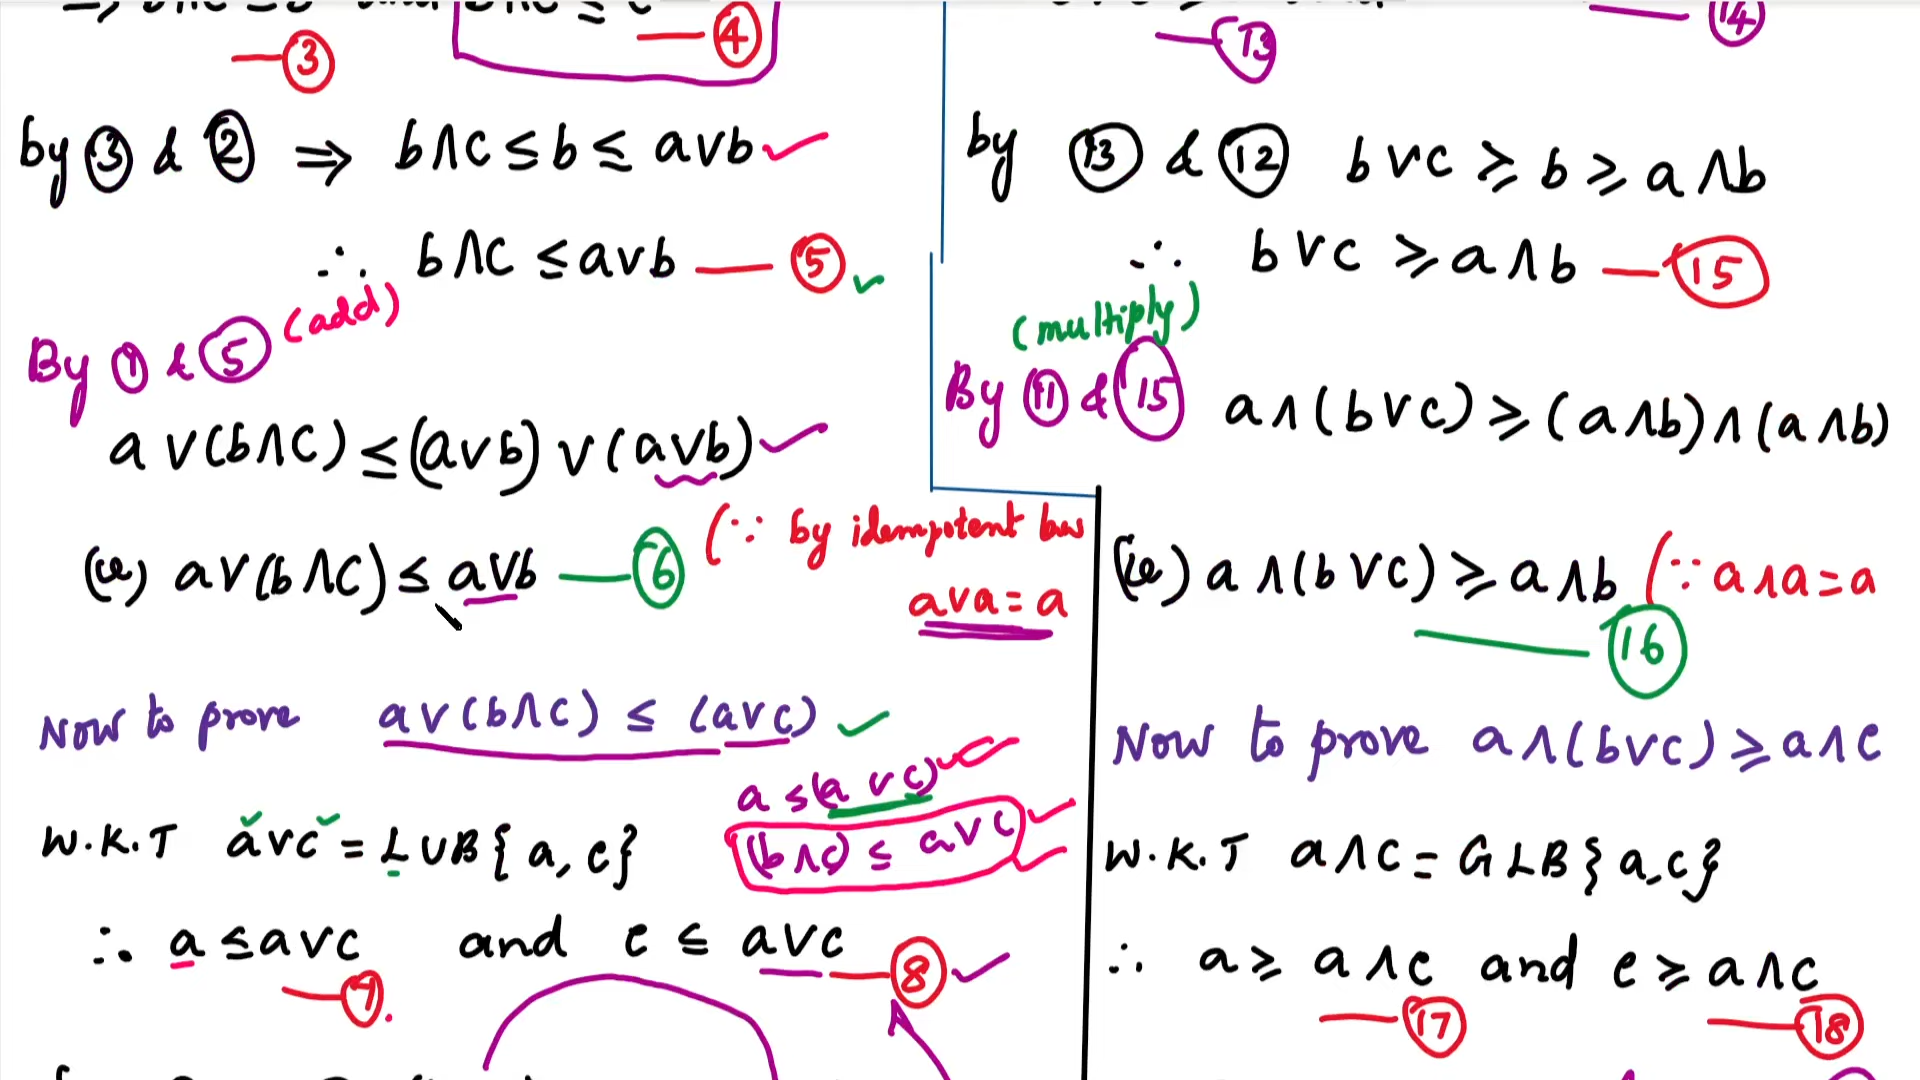 ③ ④
by ③ & ② ⇒ b∧c ≤ b ≤ a∨b
∴ b∧c ≤ a∨b — ⑤
By ① & ⑤ (add)
a∨(b∧c) ≤ (a∨b)∨(a∨b)
(ie) a∨(b∧c) ≤ a∨b — ⑥ (∵ by idempotent law
a∨a = a
Now to prove a∨(b∧c) ≤ (a∨c)
a ≤ (a∨c)
(b∧c) ≤ a∨c
W.K.T a∨c = LUB{a, c}
∴ a ≤ a∨c and c ≤ a∨c — ⑧
— ⑦
— ⑬ — ⑭
by ⑬ & ⑫ b∨c ≥ b ≥ a∧b
∴ b∨c ≥ a∧b — ⑮
(multiply)
By ⑪ & ⑮ a∧(b∨c) ≥ (a∧b)∧(a∧b)
(ie) a∧(b∨c) ≥ a∧b (∵ a∧a = a
— ⑯
Now to prove a∧(b∨c) ≥ a∧c
W.K.T a∧c = GLB{a,c}
∴ a ≥ a∧c and c ≥ a∧c
— ⑰ — ⑱